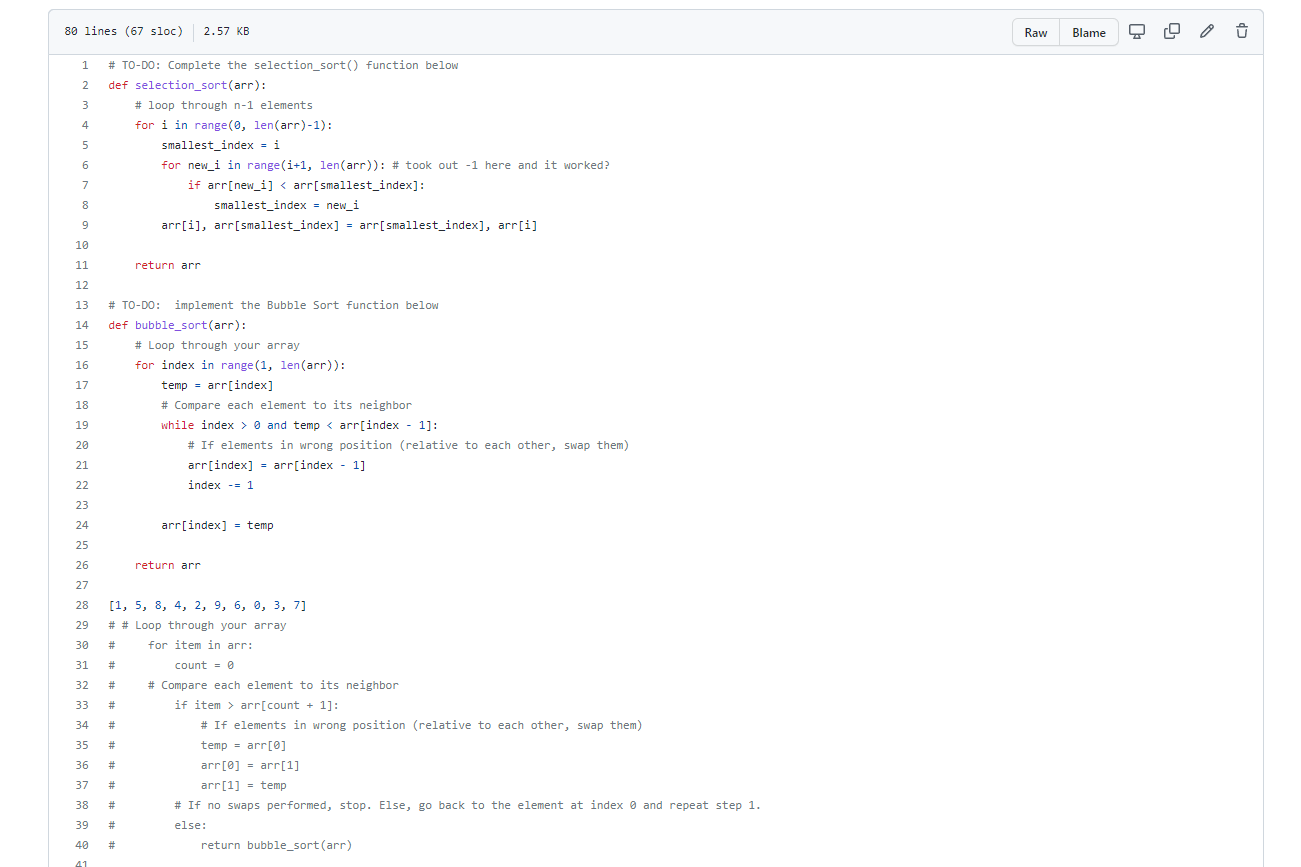 80 lines (67 sloc) 2.57 KB Raw Blame
1 # TO-DO: Complete the selection_sort() function below
2 def selection_sort(arr):
3     # loop through n-1 elements
4     for i in range(0, len(arr)-1):
5         smallest_index = i
6         for new_i in range(i+1, len(arr)): # took out -1 here and it worked?
7             if arr[new_i] < arr[smallest_index]:
8                 smallest_index = new_i
9         arr[i], arr[smallest_index] = arr[smallest_index], arr[i]
10
11     return arr
12
13 # TO-DO:  implement the Bubble Sort function below
14 def bubble_sort(arr):
15     # Loop through your array
16     for index in range(1, len(arr)):
17         temp = arr[index]
18         # Compare each element to its neighbor
19         while index > 0 and temp < arr[index - 1]:
20             # If elements in wrong position (relative to each other, swap them)
21             arr[index] = arr[index - 1]
22             index -= 1
23
24         arr[index] = temp
25
26     return arr
27
28 [1, 5, 8, 4, 2, 9, 6, 0, 3, 7]
29 # # Loop through your array
30 #     for item in arr:
31 #         count = 0
32 #     # Compare each element to its neighbor
33 #         if item > arr[count + 1]:
34 #             # If elements in wrong position (relative to each other, swap them)
35 #             temp = arr[0]
36 #             arr[0] = arr[1]
37 #             arr[1] = temp
38 #         # If no swaps performed, stop. Else, go back to the element at index 0 and repeat step 1.
39 #         else:
40 #             return bubble_sort(arr)
41